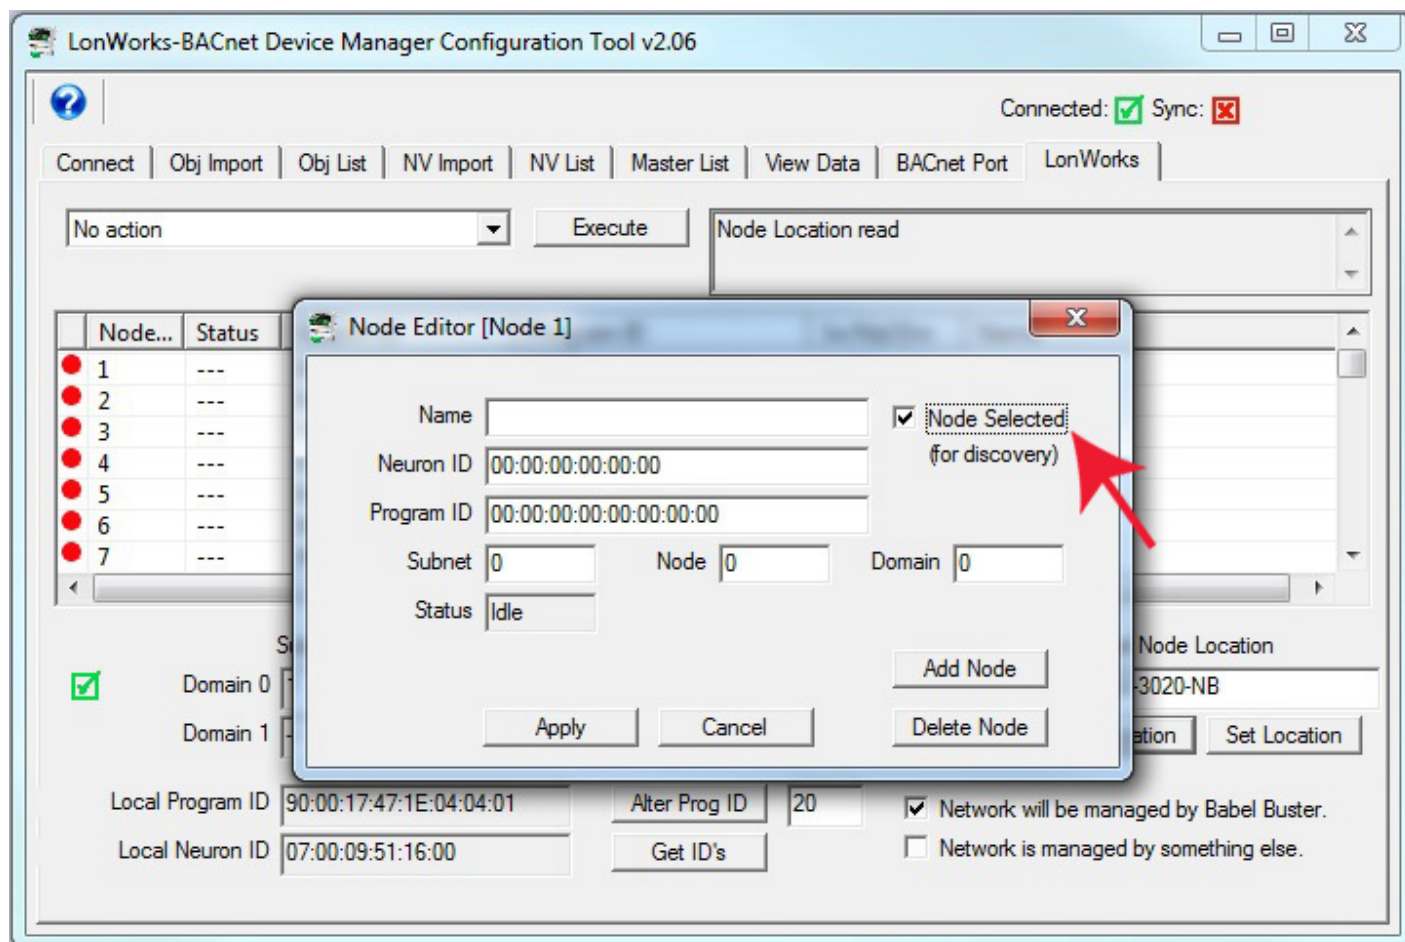 LonWorks-BACnet Device Manager Configuration Tool v2.06
Connected: Sync:
Connect Obj Import Obj List NV Import NV List Master List View Data BACnet Port LonWorks
No action Execute Node Location read
Node... Status
1 ---
2 ---
3 ---
4 ---
5 ---
6 ---
7 ---
Node Editor [Node 1]
Name Node Selected
(for discovery)
Neuron ID 00:00:00:00:00:00
Program ID 00:00:00:00:00:00:00:00
Subnet 0 Node 0 Domain 0
Status Idle
Add Node
Apply Cancel Delete Node
Node Location
Domain 0 -3020-NB
Domain 1 Set Location
Local Program ID 90:00:17:47:1E:04:04:01 Alter Prog ID 20 Network will be managed by Babel Buster.
Local Neuron ID 07:00:09:51:16:00 Get ID's Network is managed by something else.